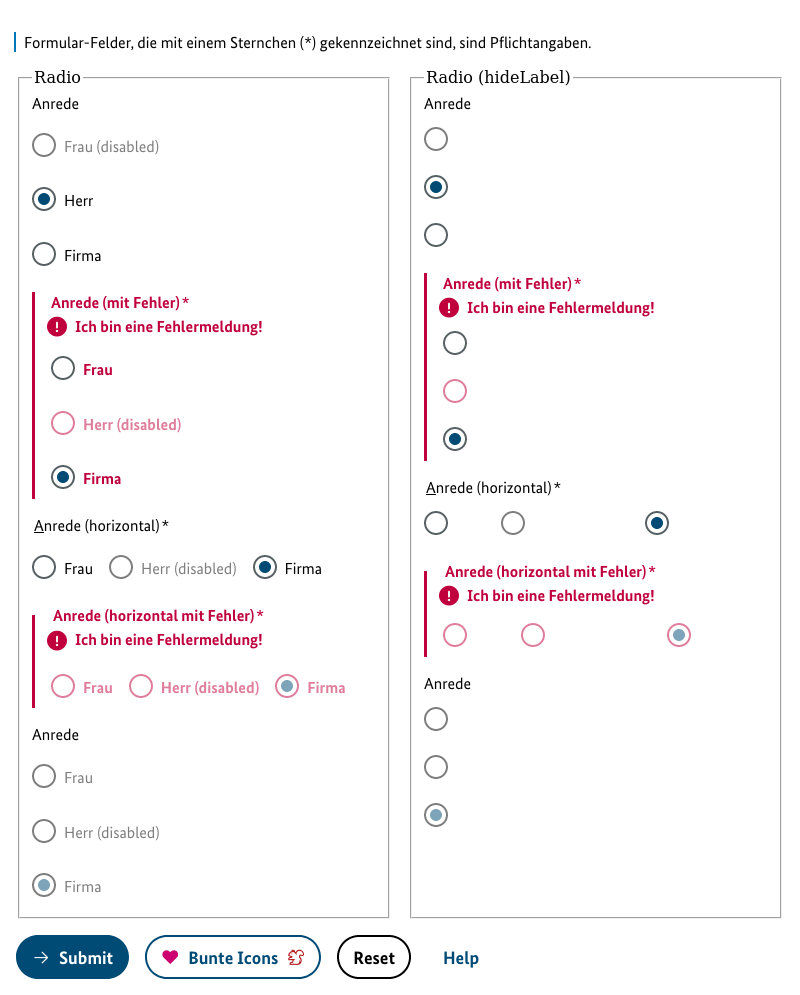 Formular-Felder, die mit einem Sternchen (*) gekennzeichnet sind, sind Pflichtangaben.
Radio
Anrede
Frau (disabled)
Herr
Firma
Anrede (mit Fehler)*
! Ich bin eine Fehlermeldung!
Frau
Herr (disabled)
Firma
Anrede (horizontal)*
Frau Herr (disabled) Firma
Anrede (horizontal mit Fehler)*
! Ich bin eine Fehlermeldung!
Frau Herr (disabled) Firma
Anrede
Frau
Herr (disabled)
Firma
Radio (hideLabel)
Anrede
Anrede (mit Fehler)*
! Ich bin eine Fehlermeldung!
Anrede (horizontal)*
Anrede (horizontal mit Fehler)*
! Ich bin eine Fehlermeldung!
Anrede
Submit Bunte Icons Reset Help